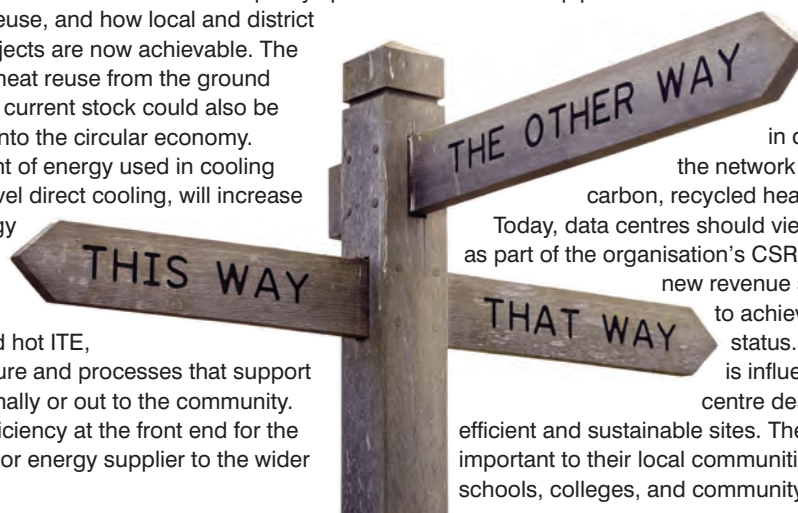 euse, and how local and district
jects are now achievable. The
heat reuse from the ground
current stock could also be
nto the circular economy.
t of energy used in cooling
vel direct cooling, will increase
gy
d hot ITE,
ure and processes that support
nally or out to the community.
iciency at the front end for the
or energy supplier to the wider
THE OTHER WAY
THIS WAY
THAT WAY
in
the network
carbon, recycled hea
Today, data centres should vie
as part of the organisation's CSR
new revenue
to achiev
status.
is influe
centre de
efficient and sustainable sites. The
important to their local communiti
schools, colleges, and community